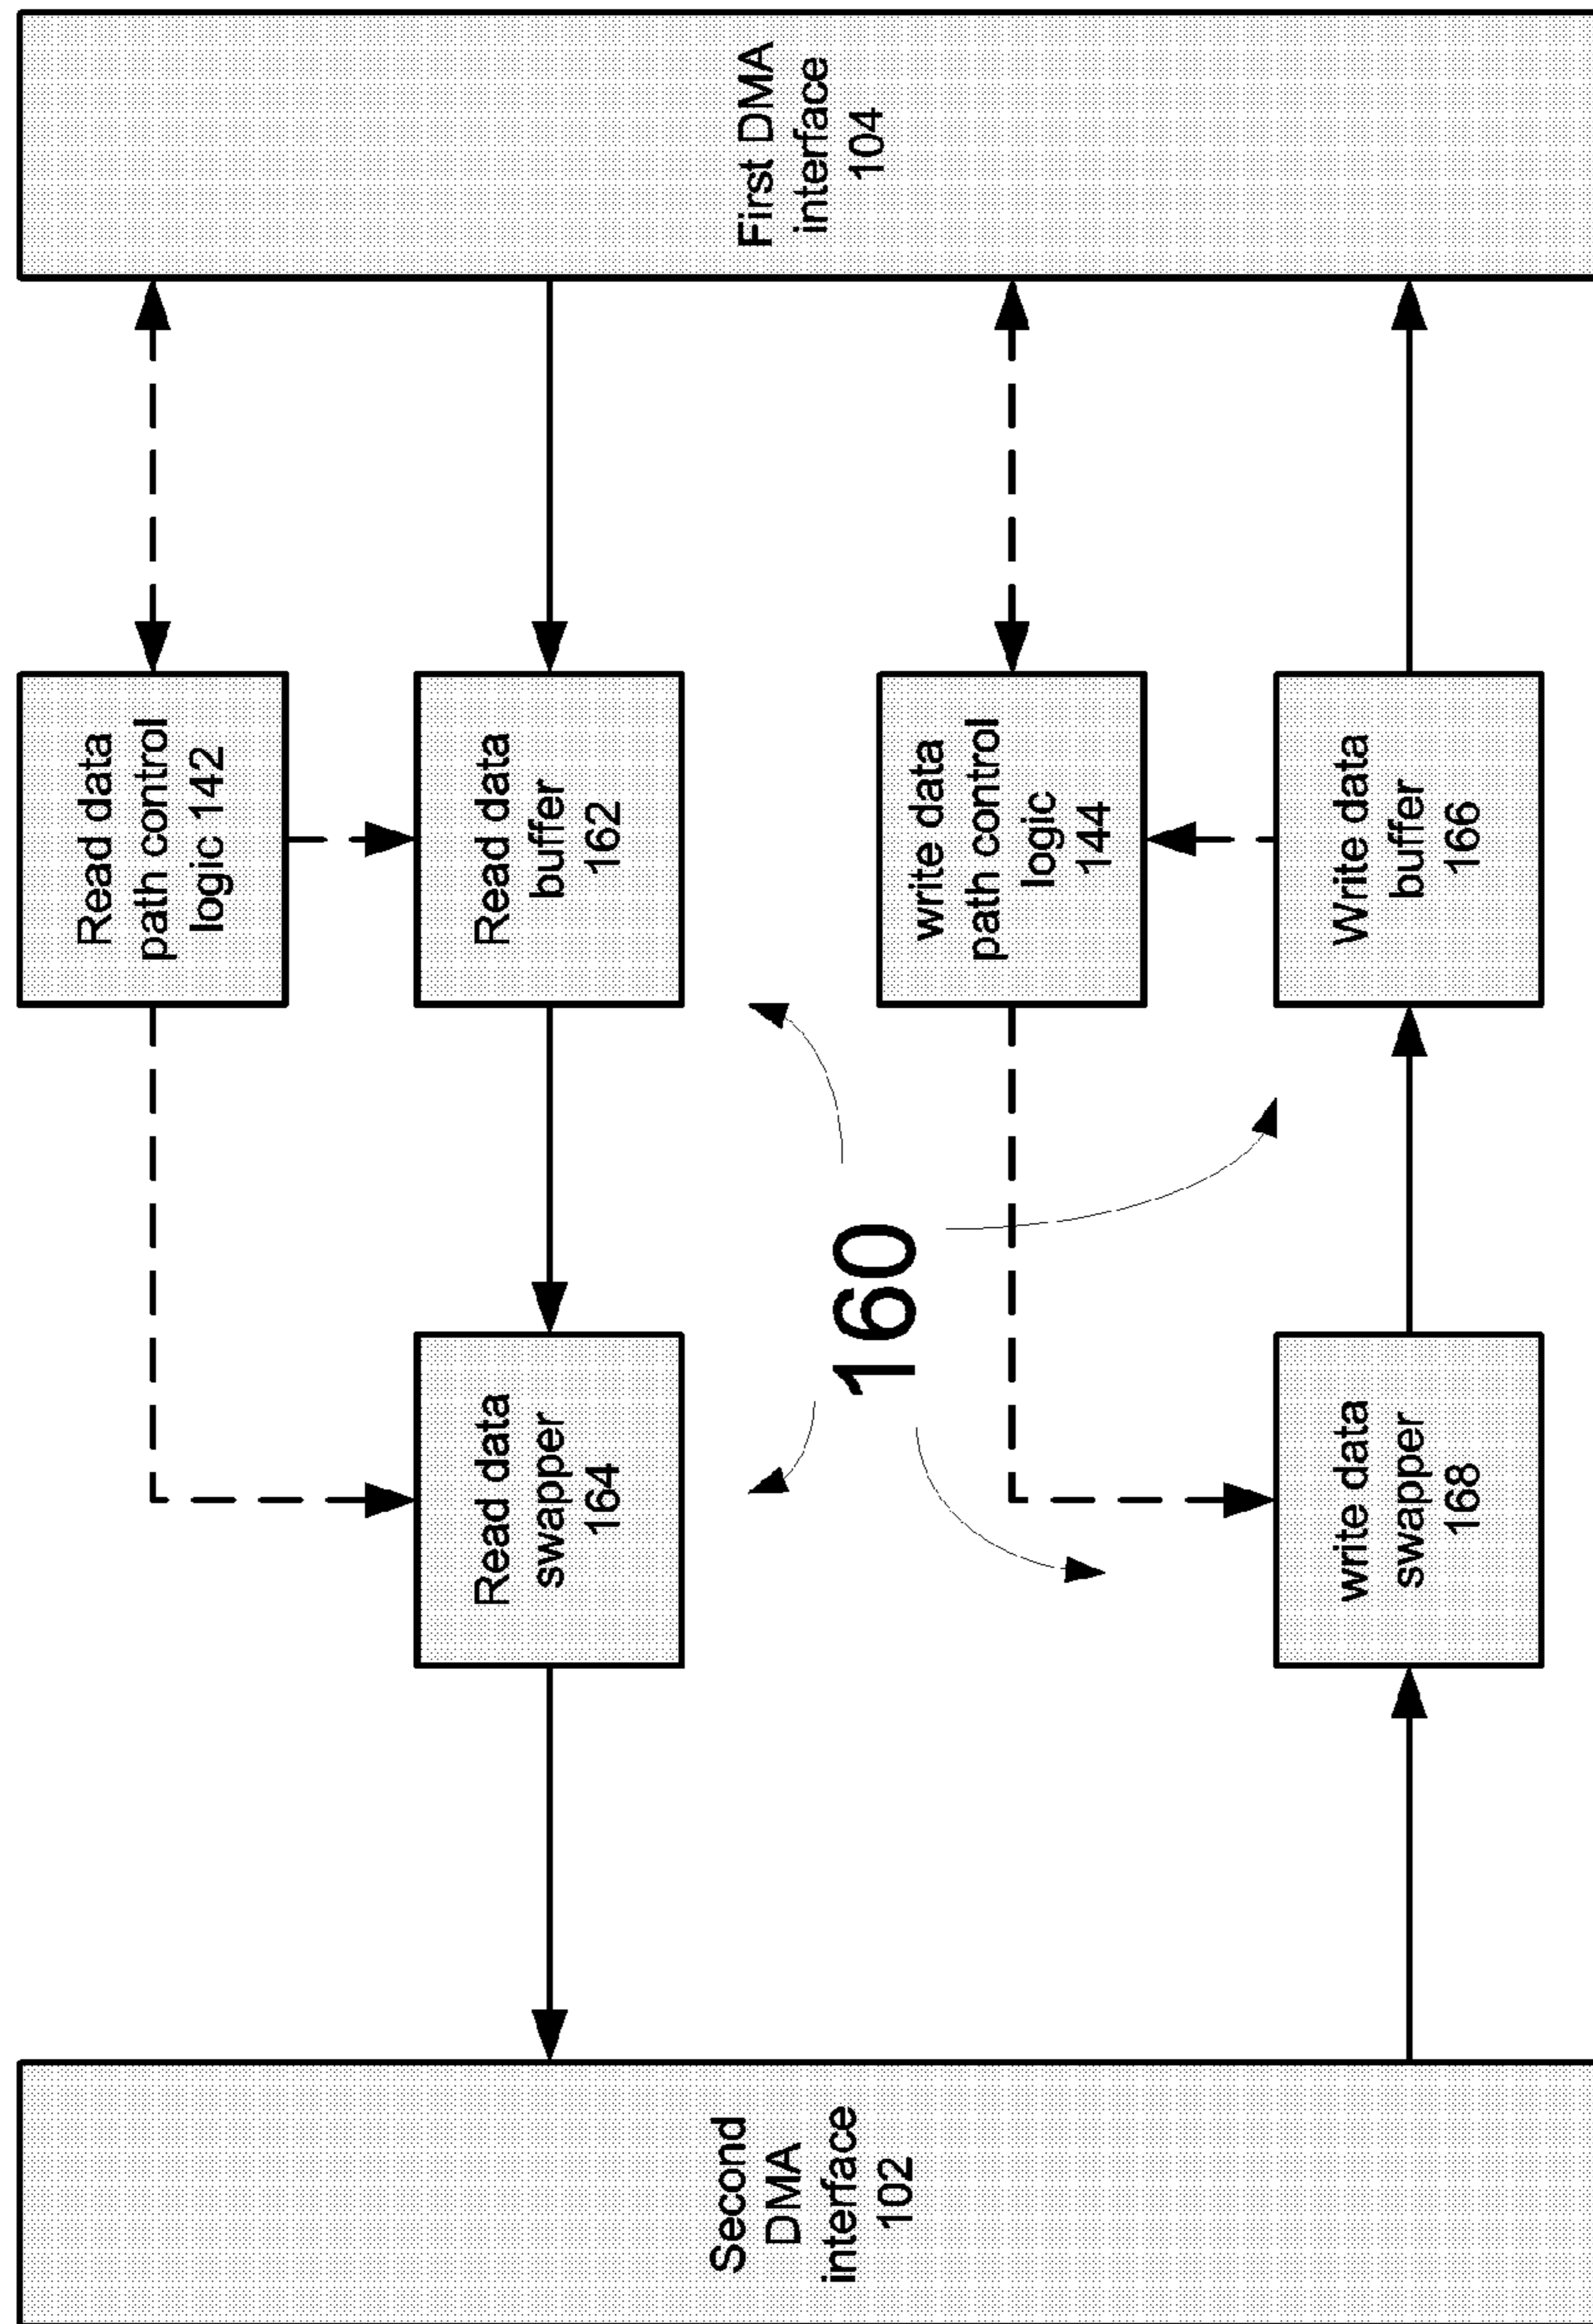 Second
DMA
interface
102
Read data
path control
logic 142
Read data
swapper
164
Read data
buffer
162
160
write data
path control
logic
144
write data
swapper
168
Write data
buffer
166
First DMA
interface
104